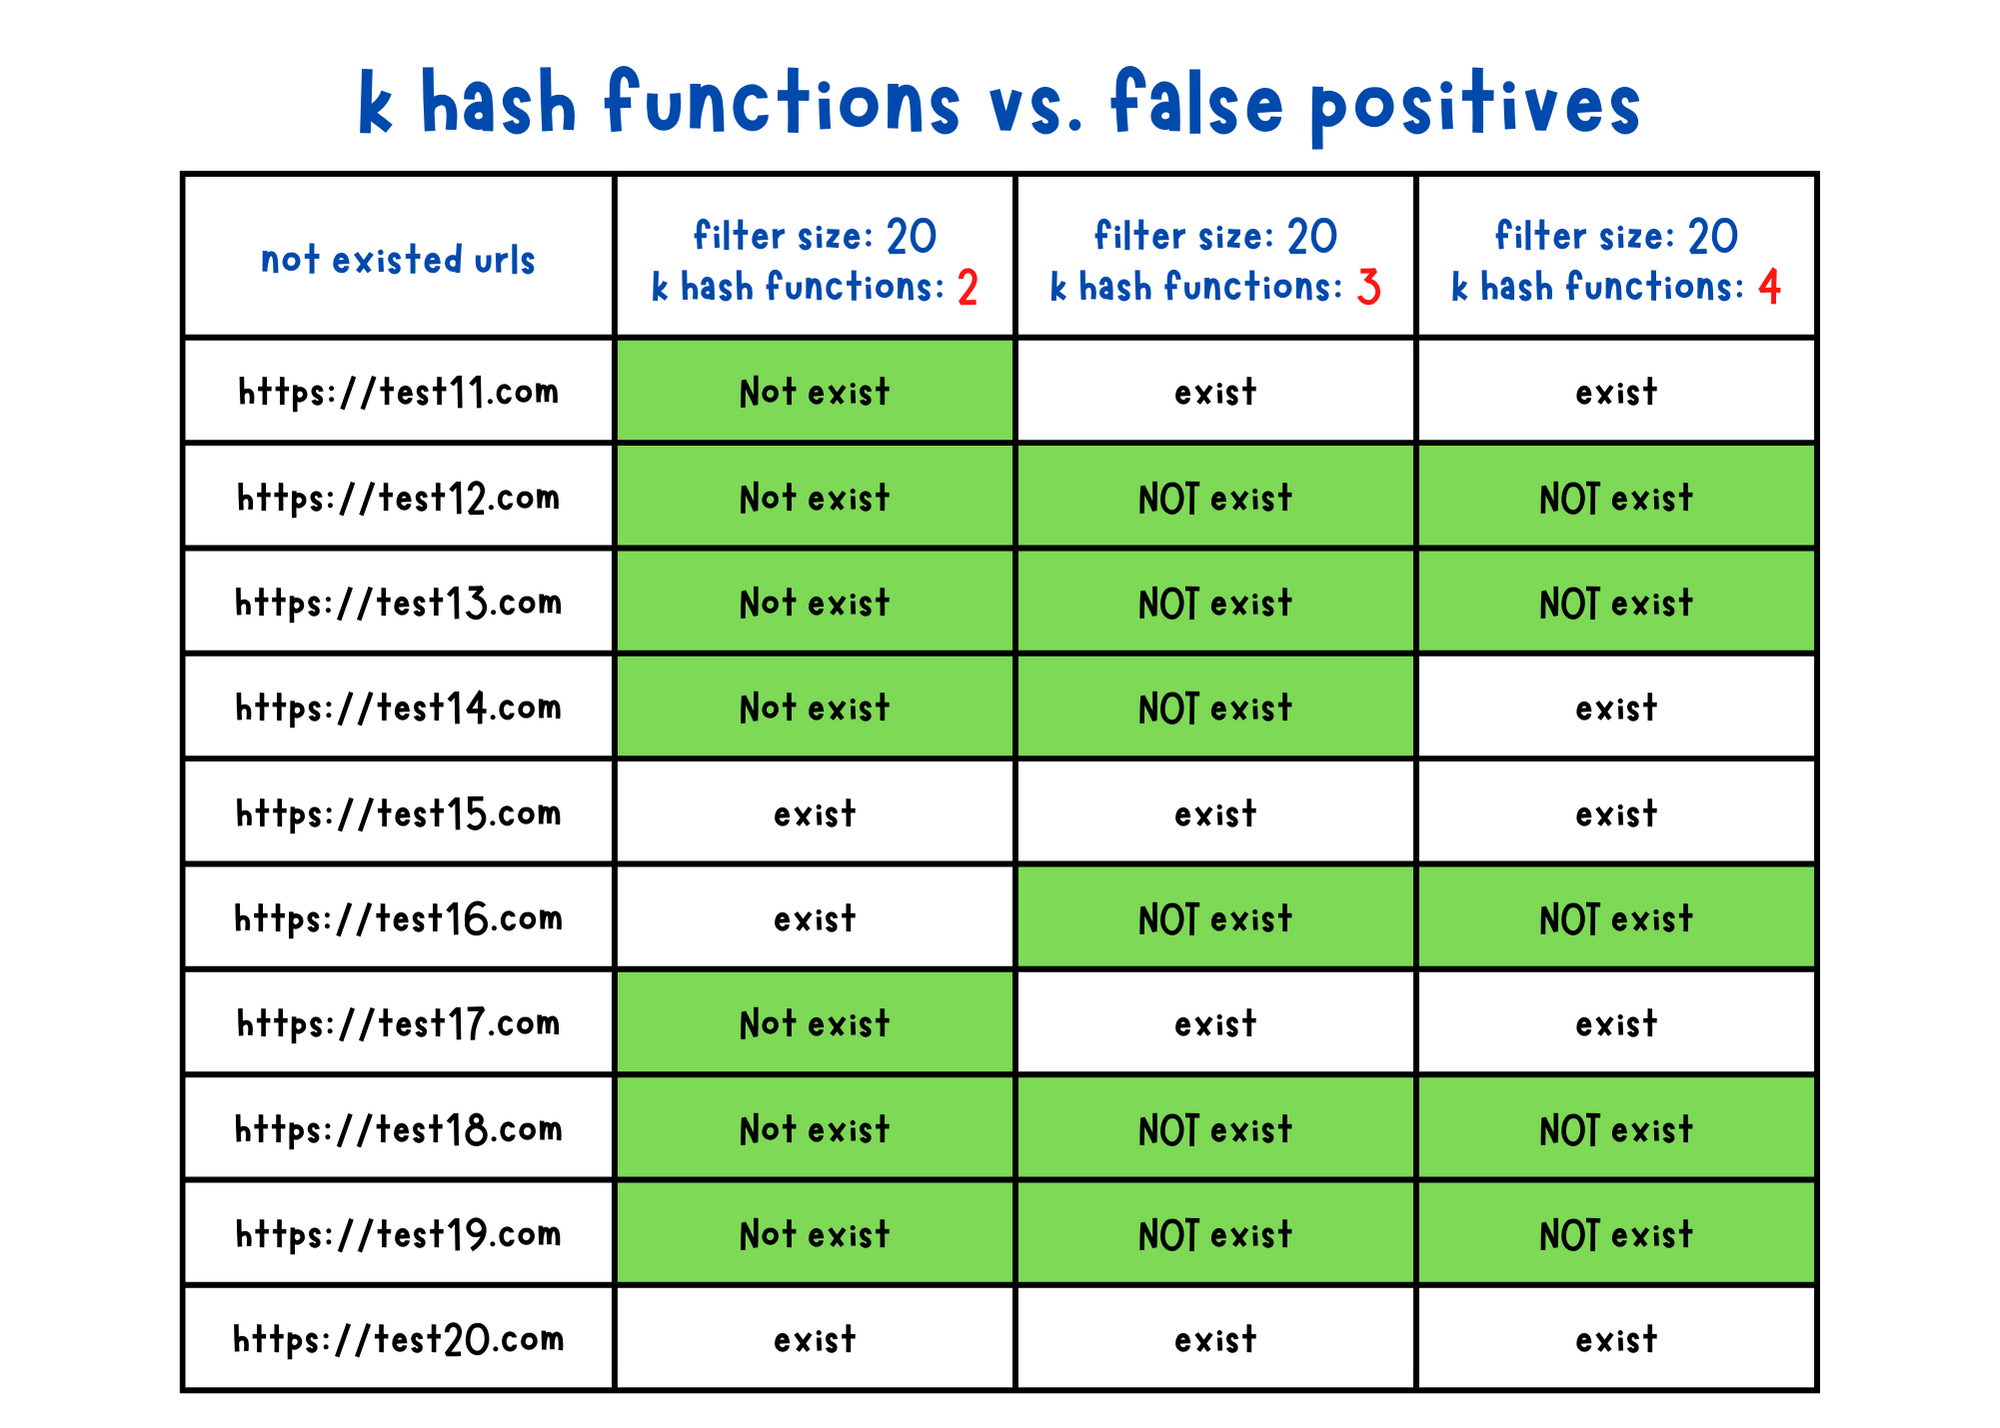 k hash functions vs. false positives
not existed urls
filter size: 20
k hash functions: 2
filter size: 20
k hash functions: 3
filter size: 20
k hash functions: 4
https://test11.com Not exist exist exist
https://test12.com Not exist NOT exist NOT exist
https://test13.com Not exist NOT exist NOT exist
https://test14.com Not exist NOT exist exist
https://test15.com exist exist exist
https://test16.com exist NOT exist NOT exist
https://test17.com Not exist exist exist
https://test18.com Not exist NOT exist NOT exist
https://test19.com Not exist NOT exist NOT exist
https://test20.com exist exist exist